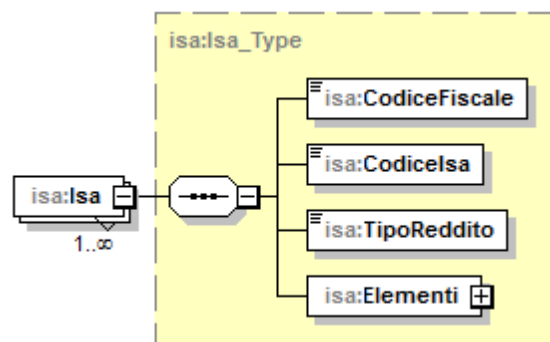 isa:Isa_Type
isa:CodiceFiscale
isa:CodiceIsa
isa:Isa
1..∞
isa:TipoReddito
isa:Elementi